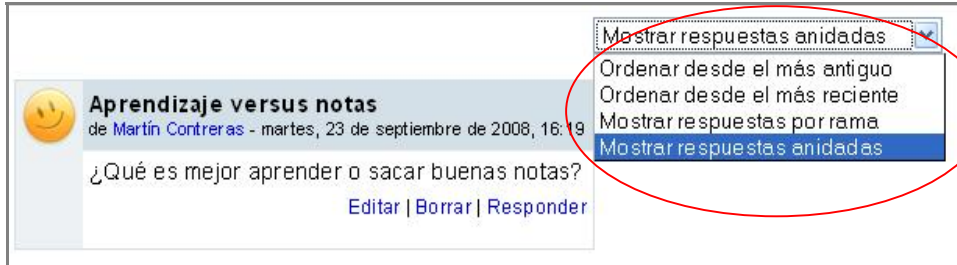 Mostrar respuestas anidadas
Ordenar desde el más antiguo
Ordenar desde el más reciente
Mostrar respuestas por rama
Mostrar respuestas anidadas
Aprendizaje versus notas
de Martín Contreras - martes, 23 de septiembre de 2008, 16:19
¿Qué es mejor aprender o sacar buenas notas?
Editar | Borrar | Responder